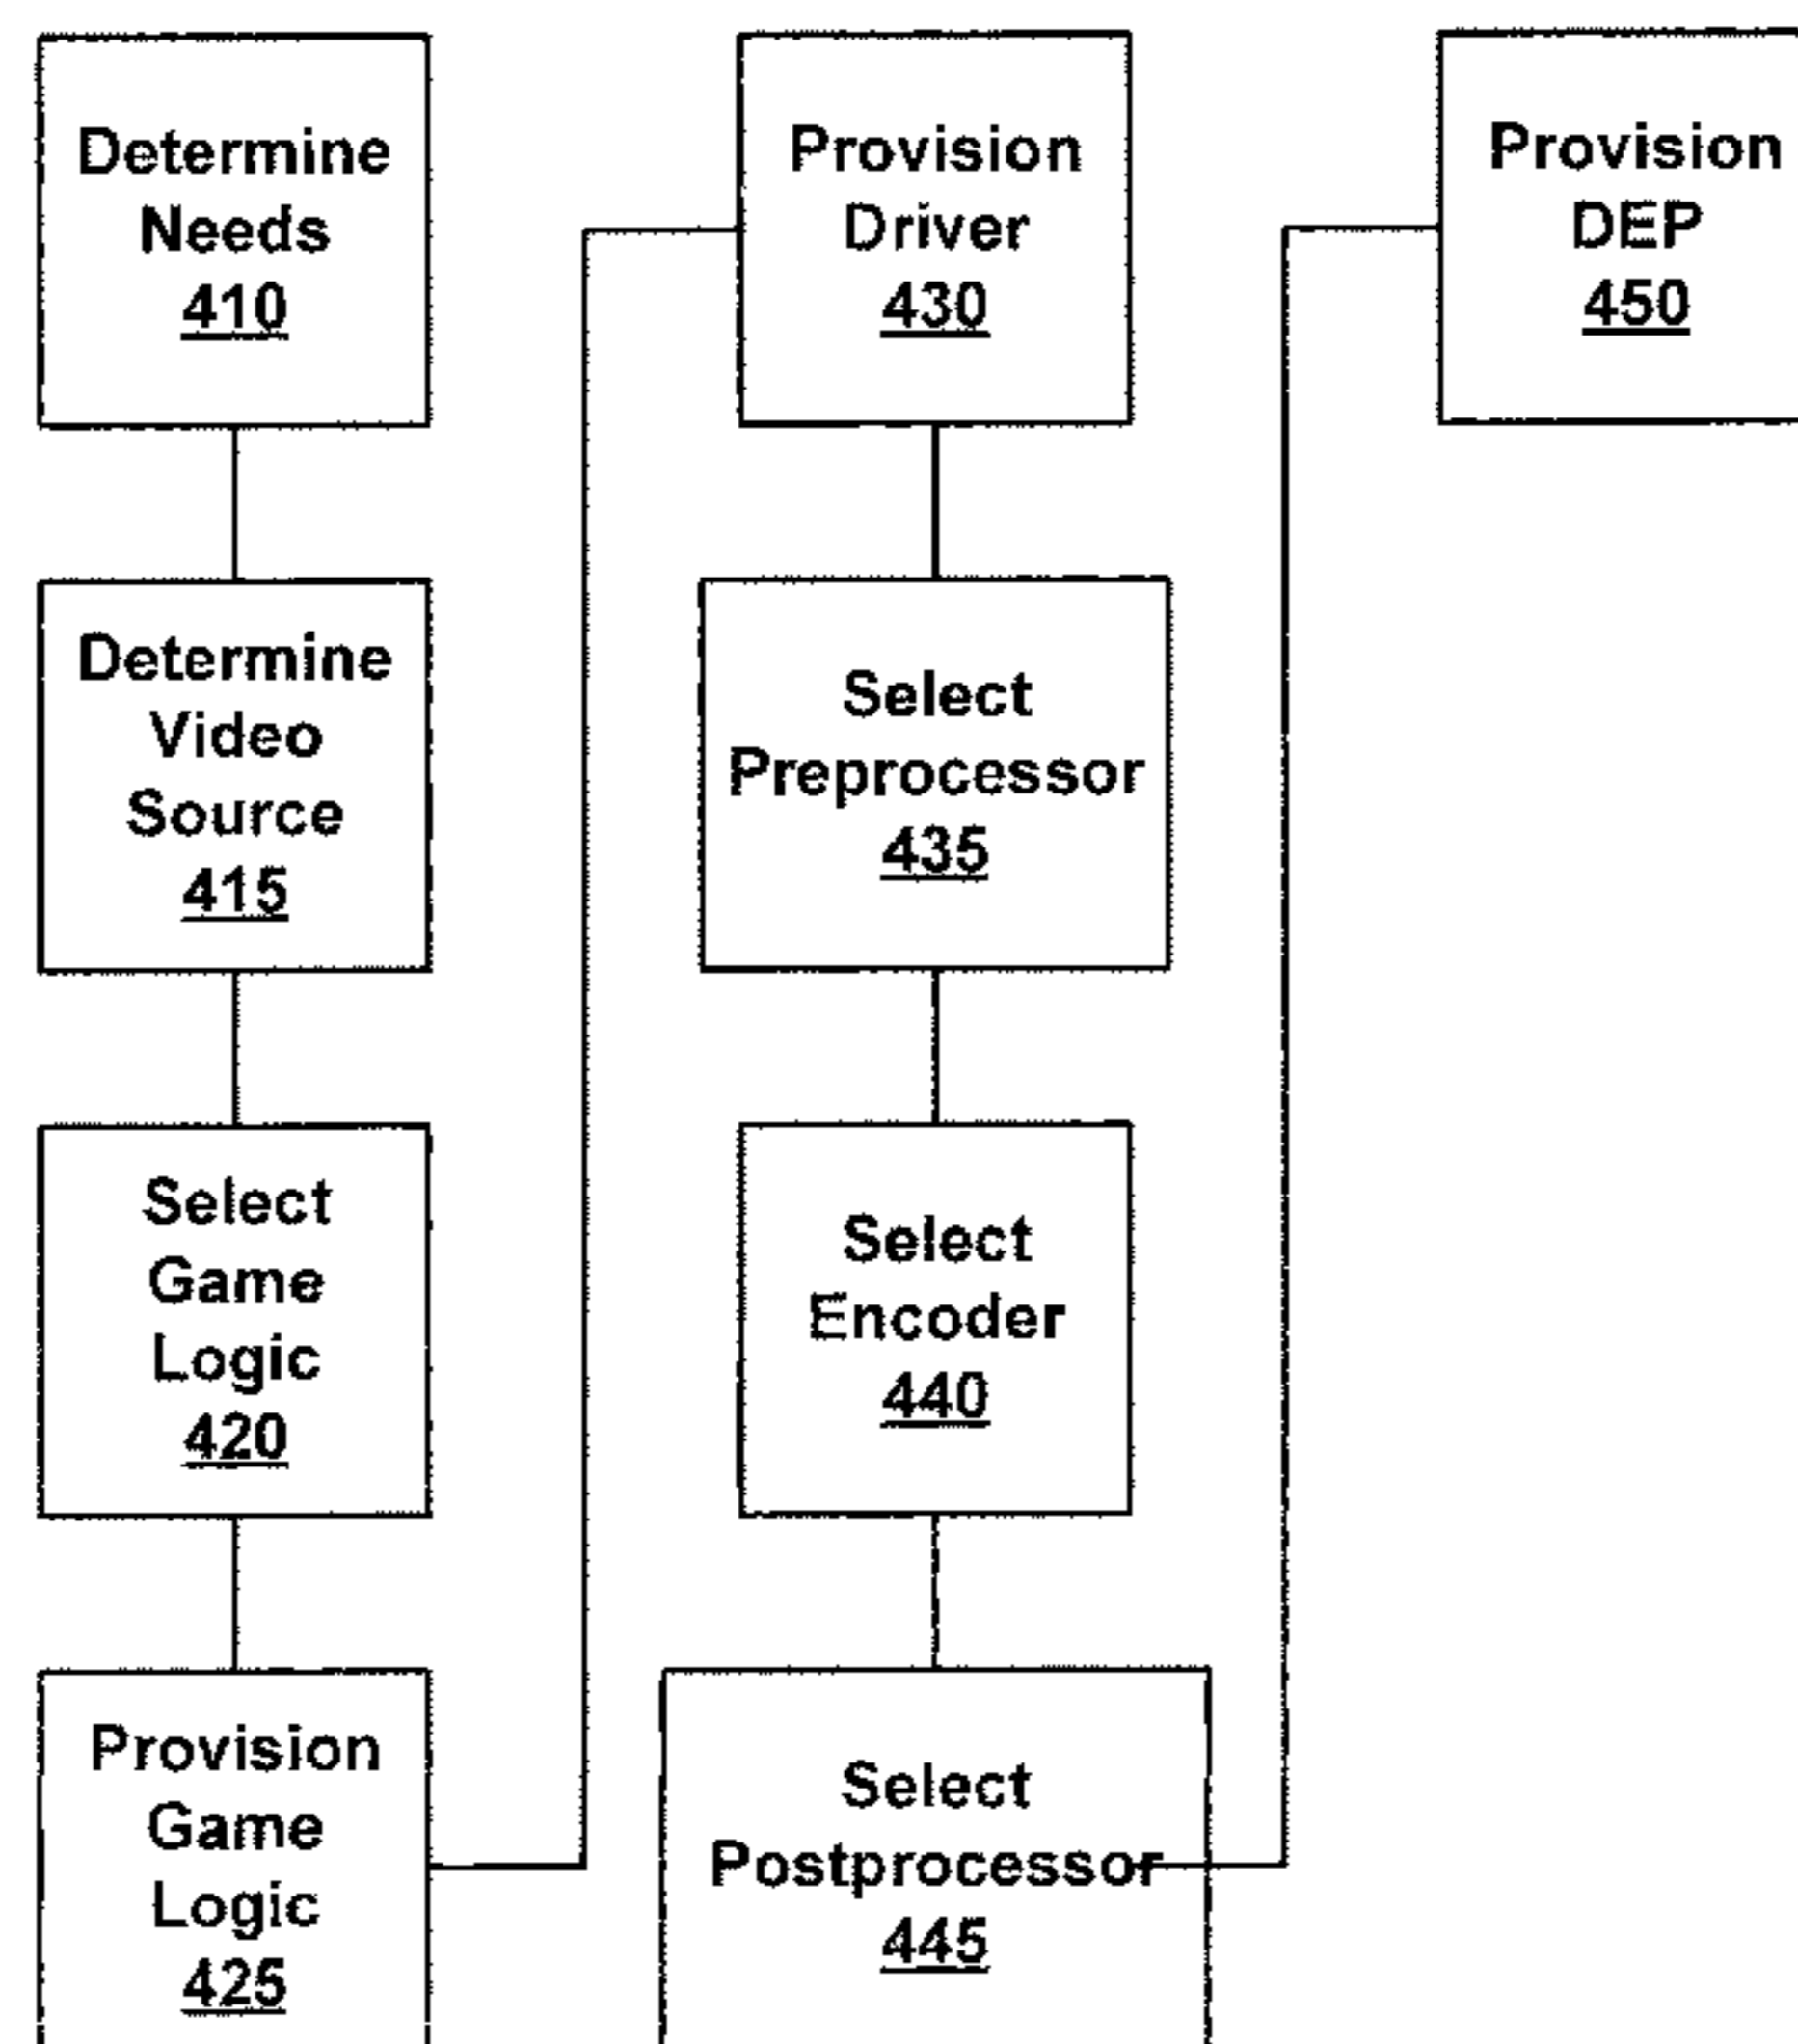 Determine
Needs
410
Determine
Video
Source
415
Select
Game
Logic
420
Provision
Game
Logic
425
Provision
Driver
430
Select
Preprocessor
435
Select
Encoder
440
Select
Postprocessor
445
Provision
DEP
450